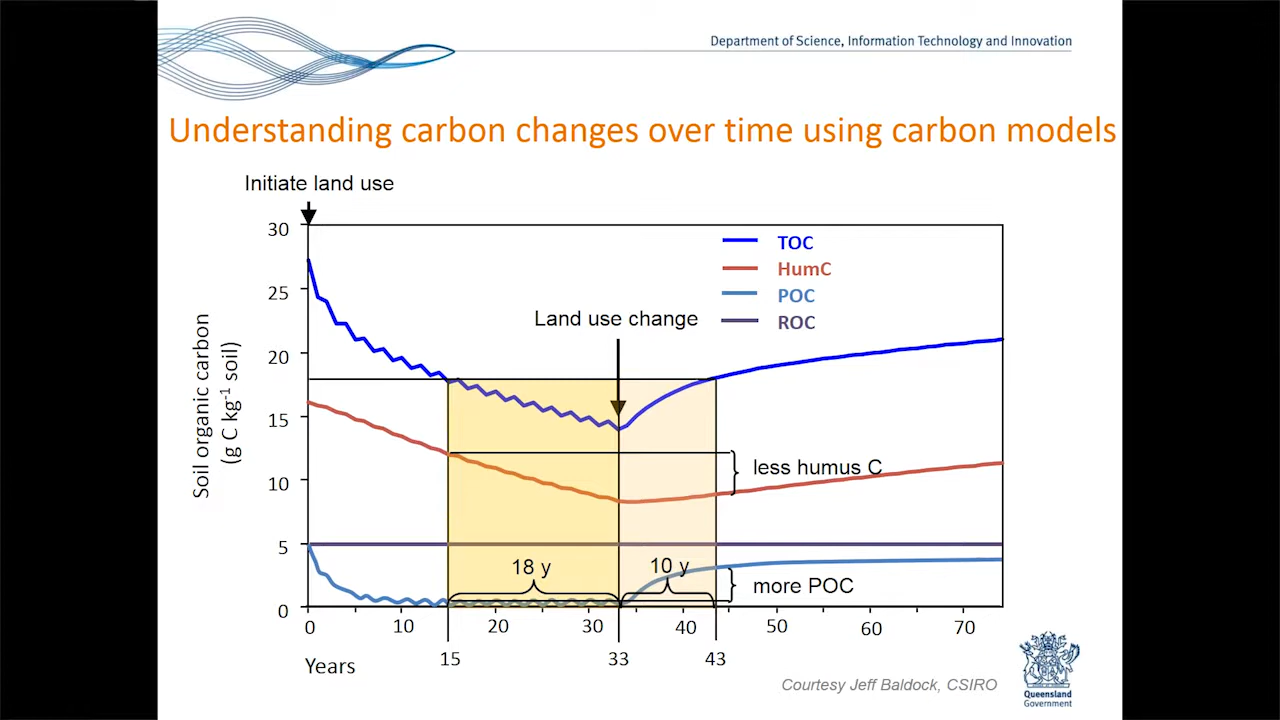 Department of Science, Information Technology and Innovation
Understanding carbon changes over time using carbon models
Initiate land use
30
25
20
15
10
5
0
Soil organic carbon
(g C kg⁻¹ soil)
TOC
HumC
POC
ROC
Land use change
less humus C
18 y
10 y
more POC
0 10 20 30 40 50 60 70
15 33 43
Years
Courtesy Jeff Baldock, CSIRO
Queensland
Government